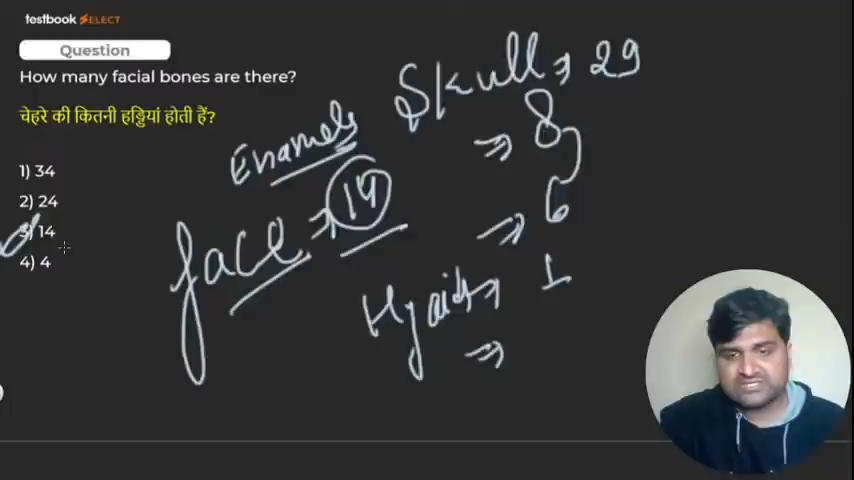 testbook SELECT
Question
How many facial bones are there?
चेहरे की कितनी हड्डियां होती हैं?
1) 34
2) 24
3) 14
4) 4
Skull ⇒ 29
Enamel
⇒ 8
face ⇒ 14
⇒ 6
Hyoid ⇒ 1
⇒